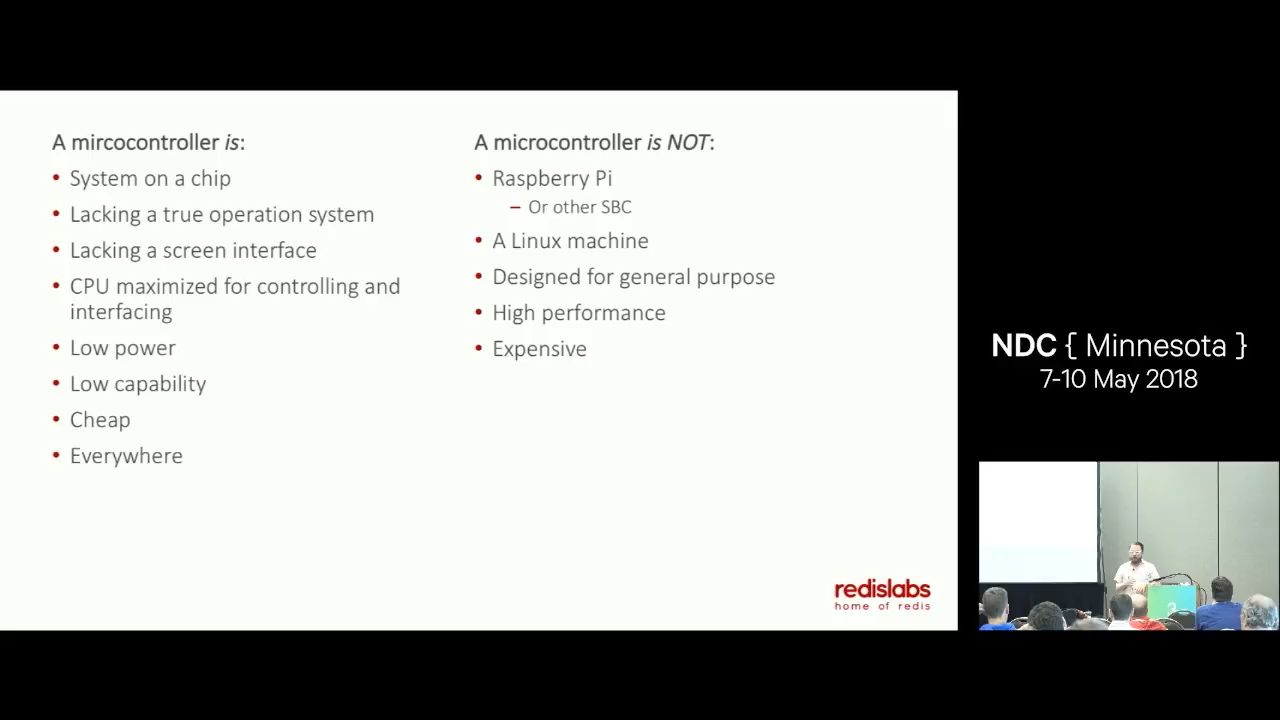 A mircocontroller is:
• System on a chip
• Lacking a true operation system
• Lacking a screen interface
• CPU maximized for controlling and
interfacing
• Low power
• Low capability
• Cheap
• Everywhere
A microcontroller is NOT:
• Raspberry Pi
– Or other SBC
• A Linux machine
• Designed for general purpose
• High performance
• Expensive
redislabs
home of redis
NDC { Minnesota }
7-10 May 2018
3